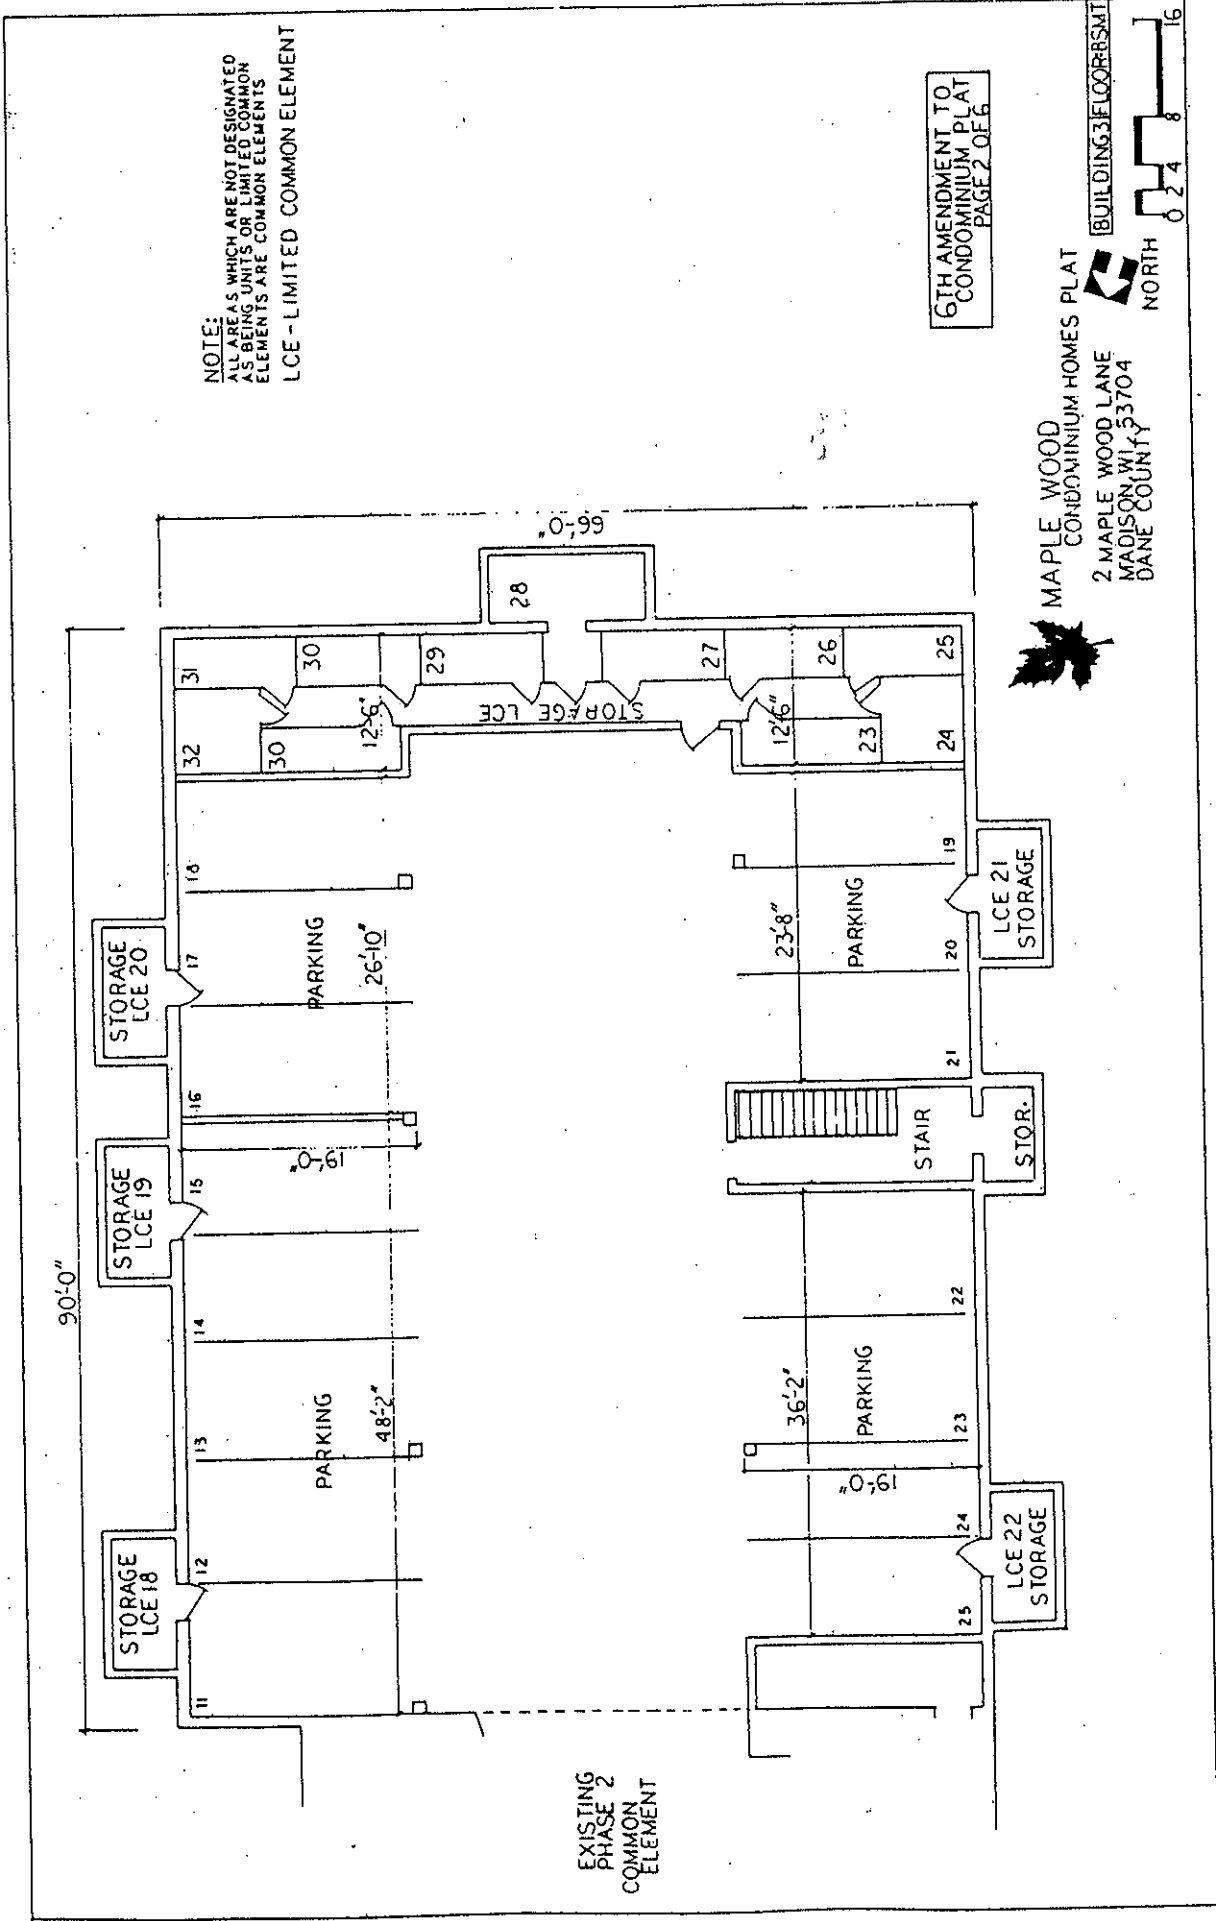 NOTE:
ALL AREAS WHICH ARE NOT DESIGNATED
AS BEING UNITS OR LIMITED COMMON
ELEMENTS ARE COMMON ELEMENTS
LCE - LIMITED COMMON ELEMENT
90'-0"
66'-0"
STORAGE
LCE 18
STORAGE
LCE 19
STORAGE
LCE 20
11
12
13
14
15
16
17
18
PARKING
48'-2"
19'-0"
PARKING
26'-10"
32
31
30
30
12'-6"
29
28
STORAGE LCE
27
26
25
12'-6"
23
24
EXISTING
PHASE 2
COMMON
ELEMENT
36'-2"
PARKING
19'-0"
25
24
23
22
STAIR
STOR.
23'-8"
PARKING
21
20
19
LCE 22
STORAGE
LCE 21
STORAGE
6TH AMENDMENT TO
CONDOMINIUM PLAT
PAGE 2 OF 6
MAPLE WOOD
CONDOMINIUM HOMES PLAT
2 MAPLE WOOD LANE
MADISON, WI, 53704
DANE COUNTY
NORTH
BUILDING 3 FLOOR: BSMT
0 2 4 8 16